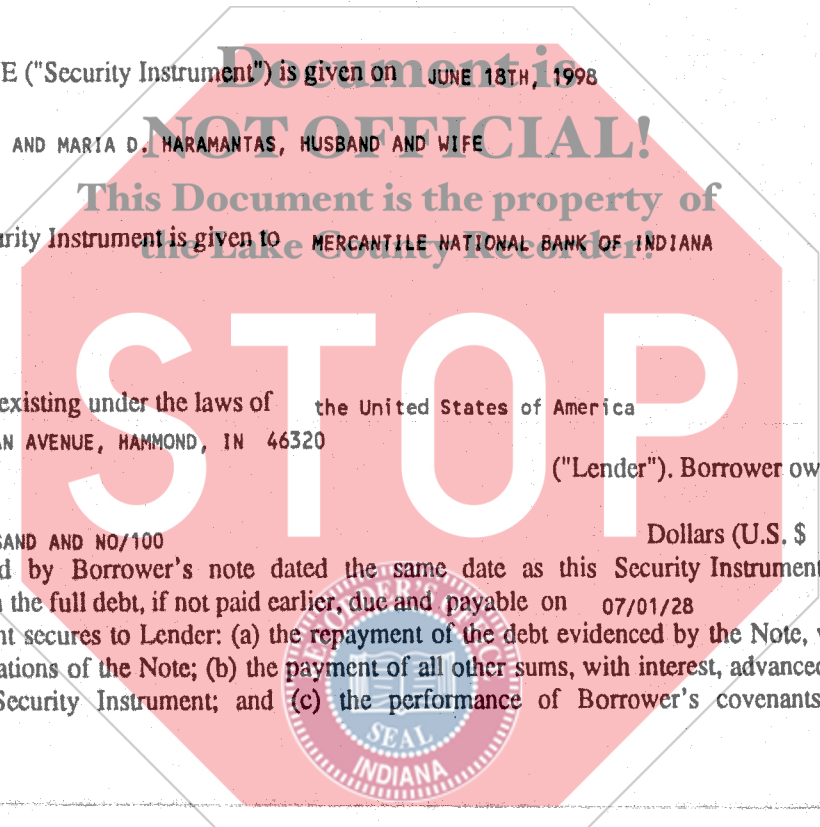 Document is
E ("Security Instrument") is given on JUNE 18TH, 1998
NOT OFFICIAL!
AND MARIA D. HARAMANTAS, HUSBAND AND WIFE
This Document is the property of
urity Instrument is given to MERCANTILE NATIONAL BANK OF INDIANA
the Lake County Recorder!
STOP
existing under the laws of the United States of America
AN AVENUE, HAMMOND, IN 46320
("Lender"). Borrower ow
SAND AND NO/100 Dollars (U.S. $
d by Borrower's note dated the same date as this Security Instrument
the full debt, if not paid earlier, due and payable on 07/01/28
nt secures to Lender: (a) the repayment of the debt evidenced by the Note,
ations of the Note; (b) the payment of all other sums, with interest, advanced
Security Instrument; and (c) the performance of Borrower's covenants
RECORDER'S OFFICE
SEAL
INDIANA